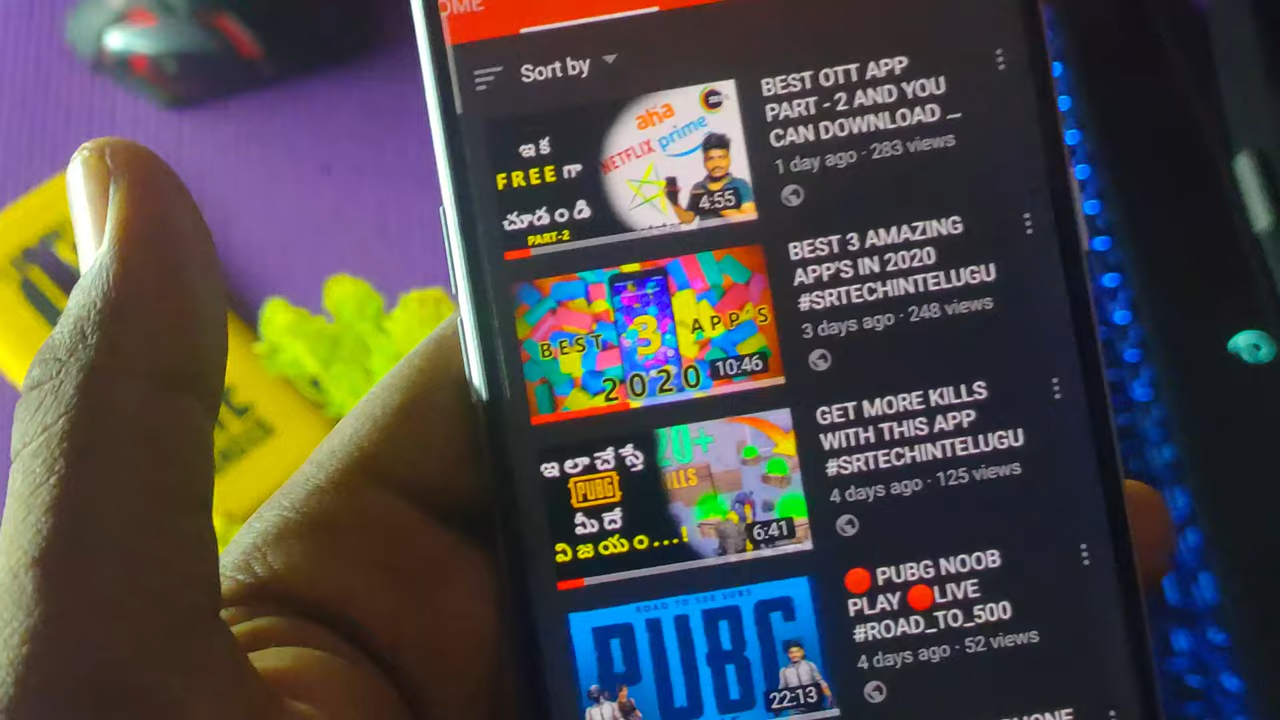 OME
Sort by
ఇక
FREE గా
చూడండి
PART-2
aha
NETFLIX prime
4:55
BEST OTT APP
PART - 2 AND YOU
CAN DOWNLOAD ...
1 day ago · 283 views
BEST 3 APPS
2020
10:46
BEST 3 AMAZING
APP'S IN 2020
#SRTECHINTELUGU
3 days ago · 248 views
ఇలా చేస్తే
PUBG
మీదే
విజయం...!
20+
KILLS
6:41
GET MORE KILLS
WITH THIS APP
#SRTECHINTELUGU
4 days ago · 125 views
ROAD TO 500 SUBS
PUBG
22:13
🔴 PUBG NOOB
PLAY 🔴LIVE
#ROAD_TO_500
4 days ago · 52 views